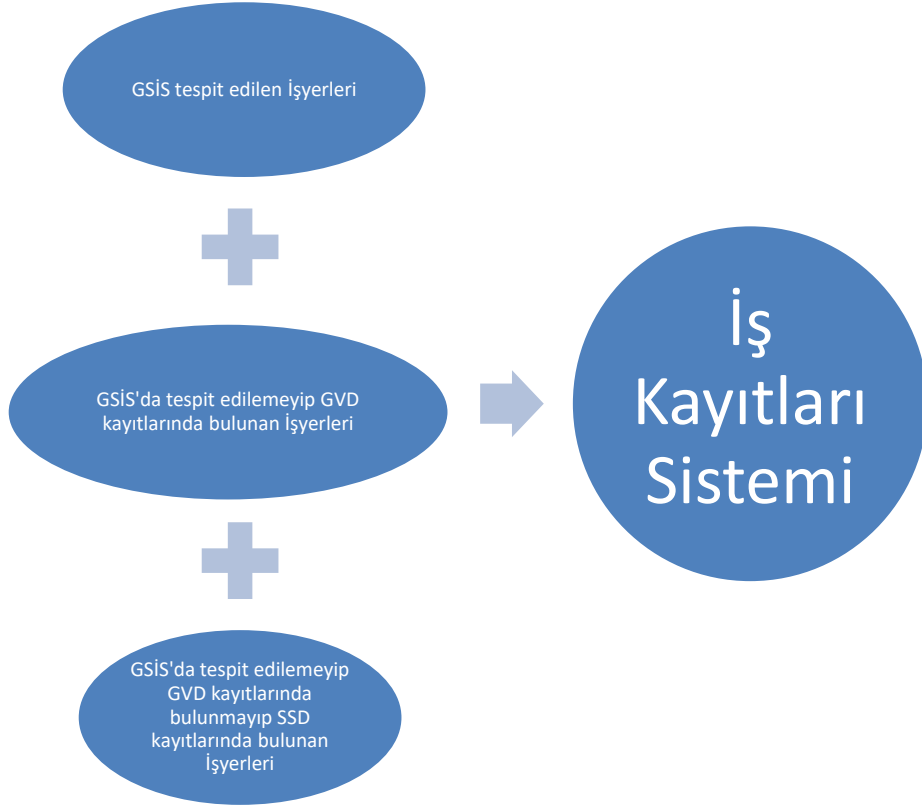 GSİS tespit edilen İşyerleri
GSİS'da tespit edilemeyip GVD
kayıtlarında bulunan İşyerleri
GSİS'da tespit edilemeyip
GVD kayıtlarında
bulunmayıp SSD
kayıtlarında bulunan
İşyerleri
İş
Kayıtları
Sistemi